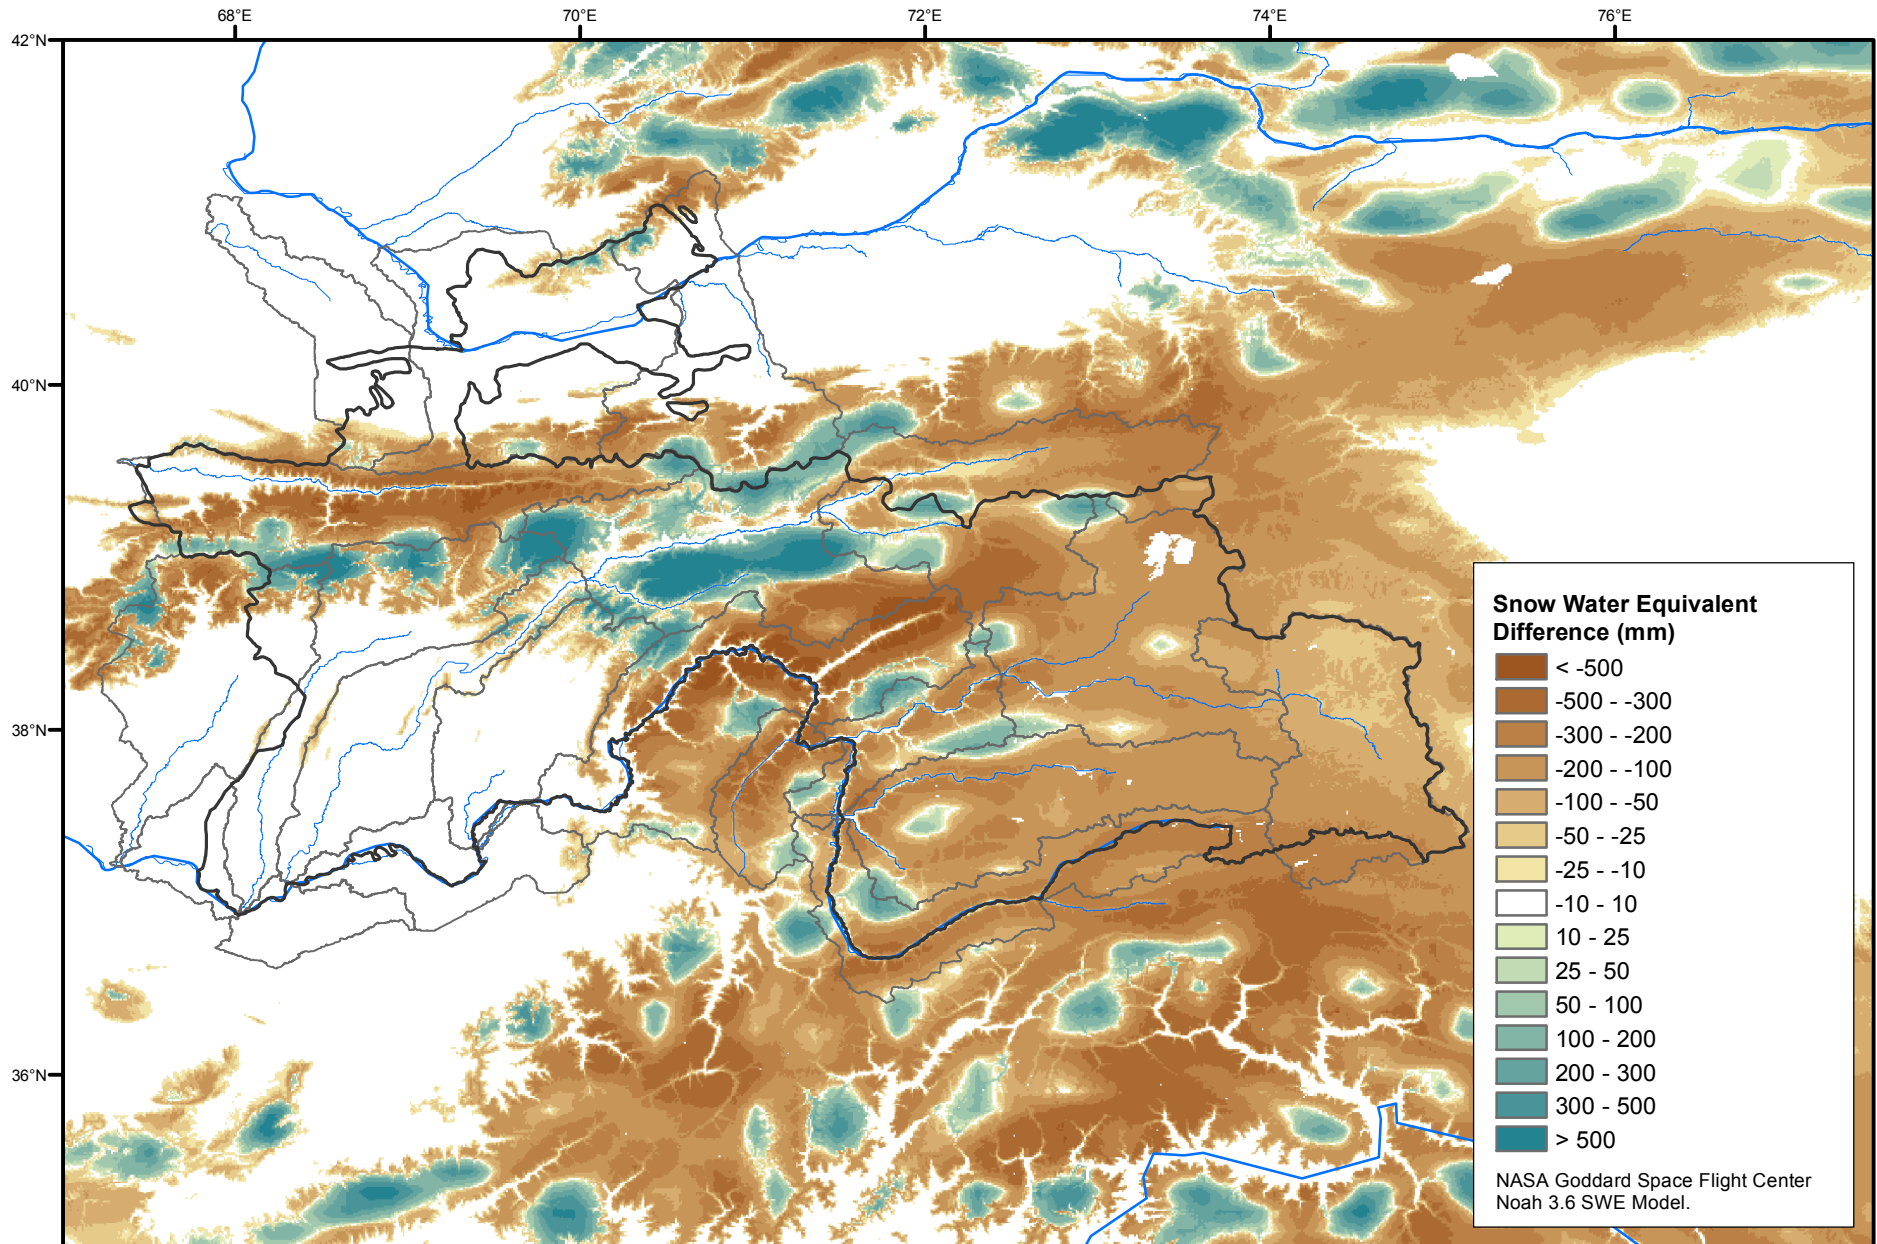 68°E 70°E 72°E 74°E 76°E
42°N
40°N
38°N
36°N
Snow Water Equivalent
Difference (mm)
< -500
-500 - -300
-300 - -200
-200 - -100
-100 - -50
-50 - -25
-25 - -10
-10 - 10
10 - 25
25 - 50
50 - 100
100 - 200
200 - 300
300 - 500
> 500
NASA Goddard Space Flight Center
Noah 3.6 SWE Model.